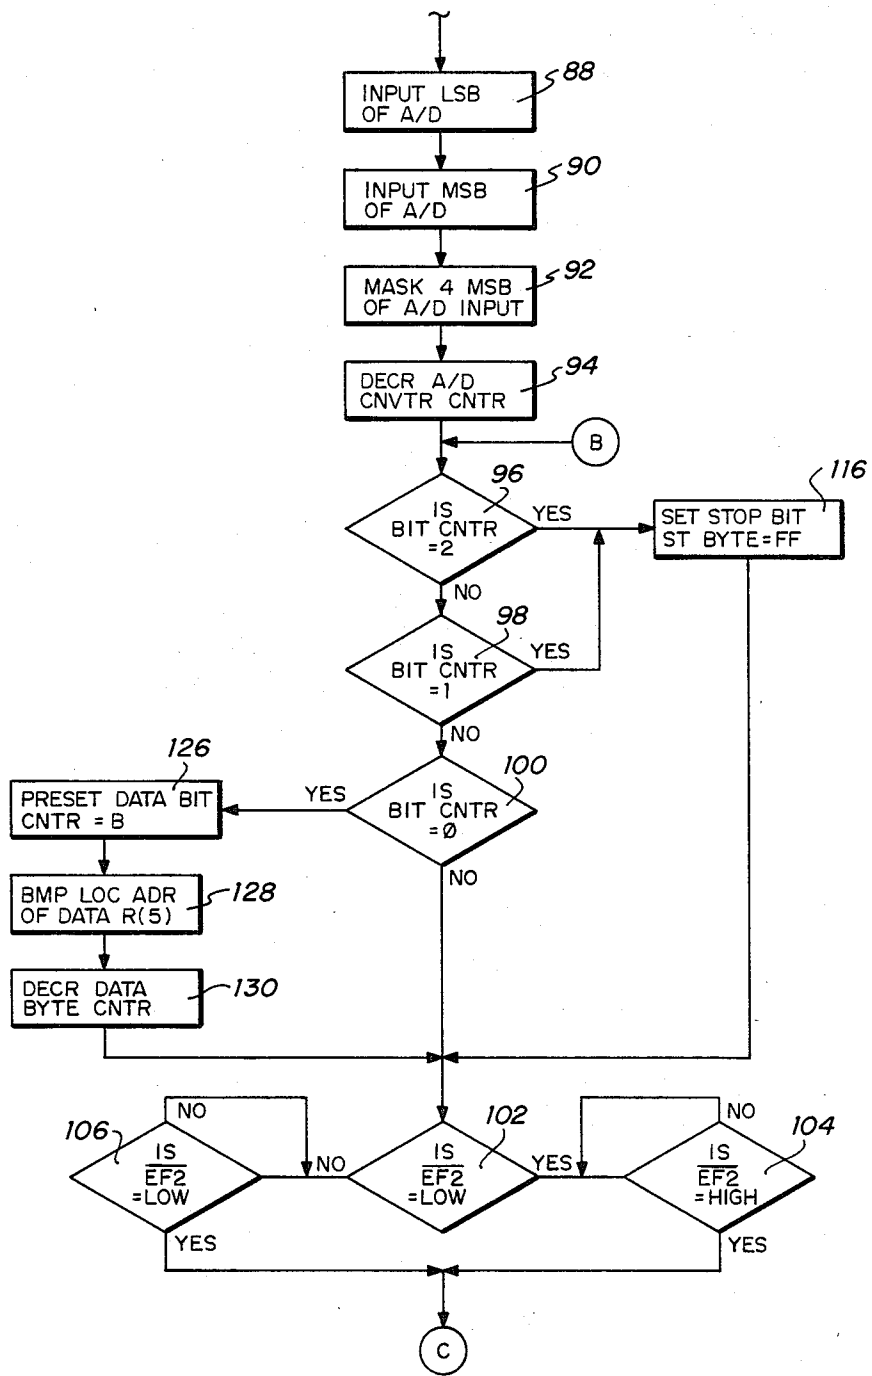 88
INPUT LSB
OF A/D
90
INPUT MSB
OF A/D
92
MASK 4 MSB
OF A/D INPUT
94
DECR A/D
CNVTR CNTR
B
96
IS
BIT CNTR
=2
YES
NO
116
SET STOP BIT
ST BYTE=FF
98
IS
BIT CNTR
=1
YES
NO
100
IS
BIT CNTR
=Ø
YES
NO
126
PRESET DATA BIT
CNTR = B
128
BMP LOC ADR
OF DATA R(5)
130
DECR DATA
BYTE CNTR
106
NO
IS
EF2
=LOW
YES
102
NO
IS
EF2
=LOW
YES
104
NO
IS
EF2
=HIGH
YES
C